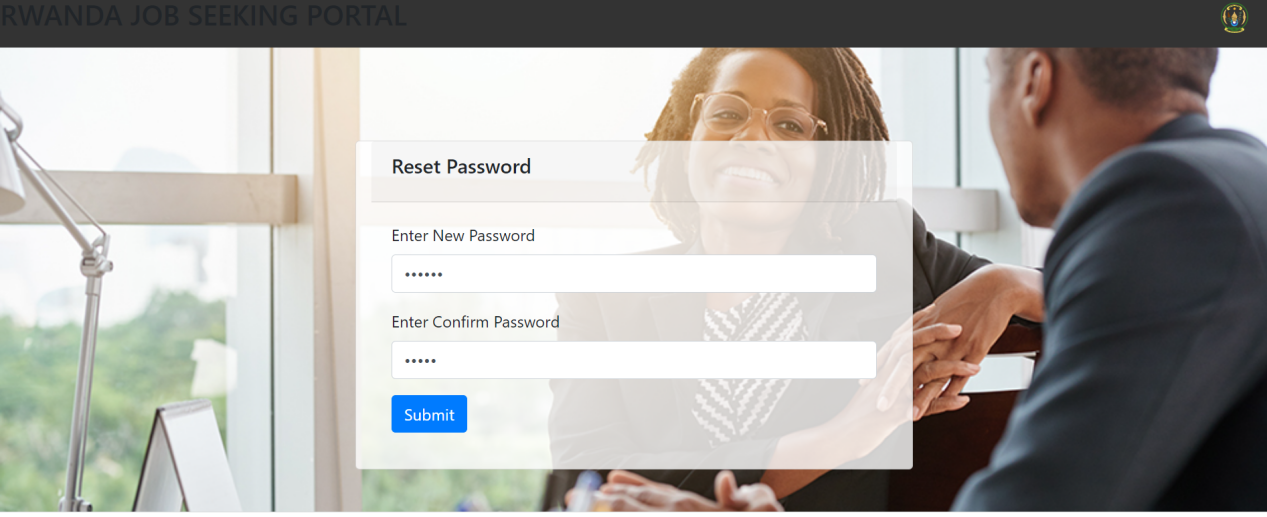 RWANDA JOB SEEKING PORTAL
Reset Password
Enter New Password
••••••
Enter Confirm Password
•••••
Submit